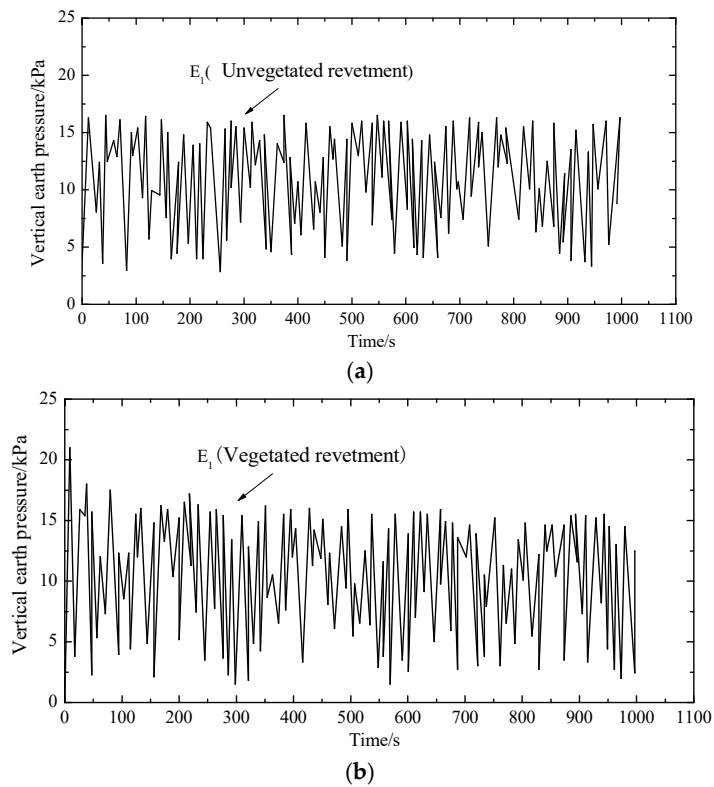 25
20
15
10
5
0
Vertical earth pressure/kPa
E1( Unvegetated revetment)
0 100 200 300 400 500 600 700 800 900 1000 1100
Time/s
(a)
25
20
15
10
5
0
Vertical earth pressure/kPa
E1 (Vegetated revetment)
0 100 200 300 400 500 600 700 800 900 1000 1100
Time/s
(b)